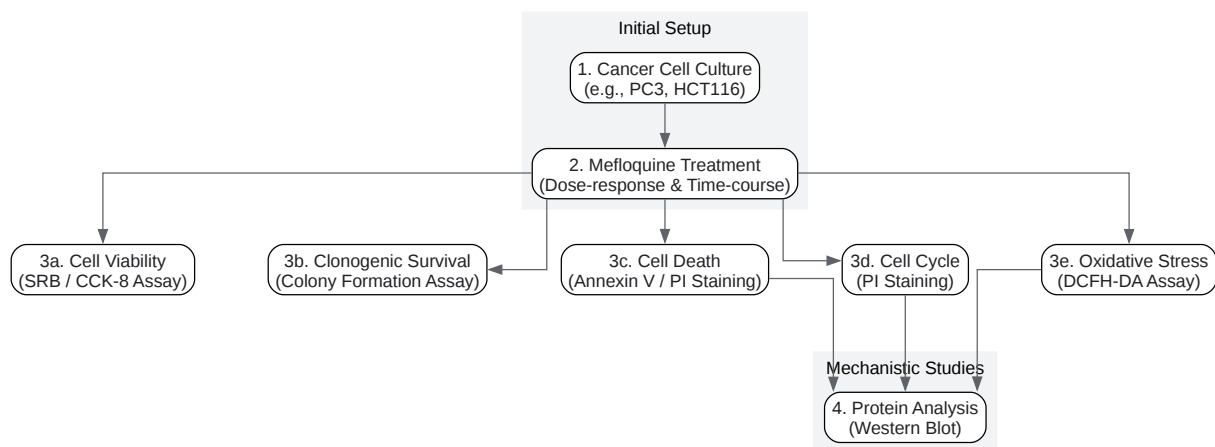 Initial Setup
1. Cancer Cell Culture
(e.g., PC3, HCT116)
2. Mefloquine Treatment
(Dose-response & Time-course)
3a. Cell Viability
(SRB / CCK-8 Assay)
3b. Clonogenic Survival
(Colony Formation Assay)
3c. Cell Death
(Annexin V / PI Staining)
3d. Cell Cycle
(PI Staining)
3e. Oxidative Stress
(DCFH-DA Assay)
Mechanistic Studies
4. Protein Analysis
(Western Blot)